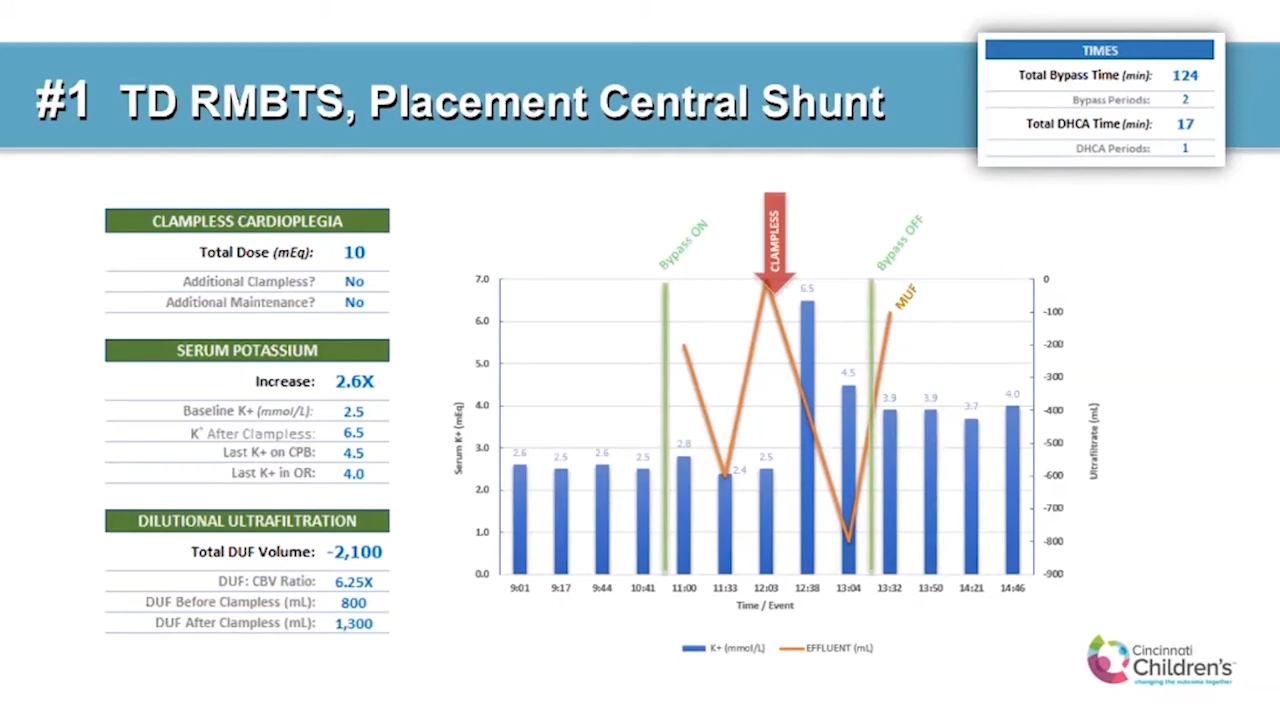 #1 TD RMBTS, Placement Central Shunt
TIMES
Total Bypass Time (min): 124
Bypass Periods: 2
Total DHCA Time (min): 17
DHCA Periods: 1
CLAMPLESS CARDIOPLEGIA
Total Dose (mEq): 10
Additional Clampless? No
Additional Maintenance? No
SERUM POTASSIUM
Increase: 2.6X
Baseline K+ (mmol/L): 2.5
K+ After Clampless: 6.5
Last K+ on CPB: 4.5
Last K+ in OR: 4.0
DILUTIONAL ULTRAFILTRATION
Total DUF Volume: -2,100
DUF: CBV Ratio: 6.25X
DUF Before Clampless (mL): 800
DUF After Clampless (mL): 1,300
Bypass ON
CLAMPLESS
Bypass OFF
MUF
7.0
6.0
5.0
4.0
3.0
2.0
1.0
0.0
Serum K+ (mEq)
2.6 2.5 2.6 2.5 2.8 2.4 2.5 6.5 4.5 3.9 3.9 3.7 4.0
0
-100
-200
-300
-400
-500
-600
-700
-800
-900
Ultrafiltrate (mL)
9:01 9:17 9:44 10:41 11:00 11:33 12:03 12:38 13:04 13:32 13:50 14:21 14:46
Time / Event
K+ (mmo/L) EFFLUENT (mL)
Cincinnati
Children's™
changing the outcome together